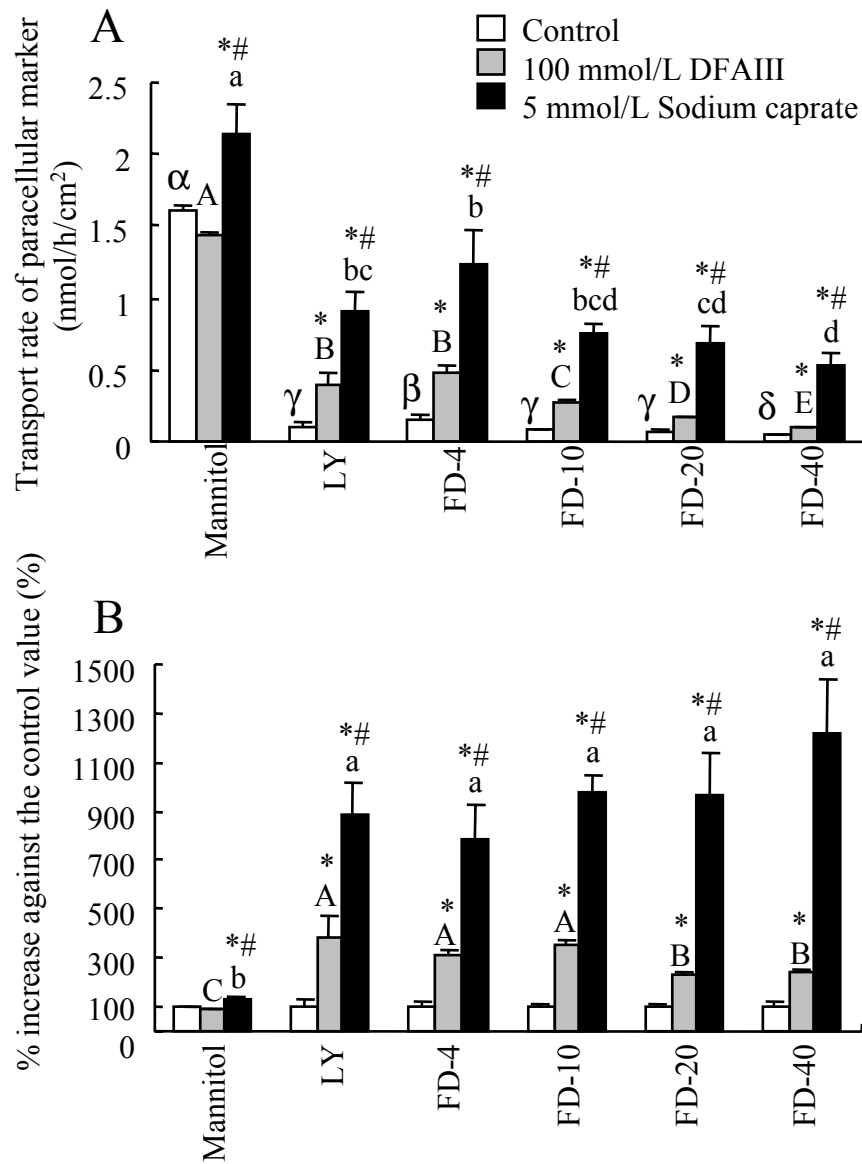 A
Control
100 mmol/L DFAIII
5 mmol/L Sodium caprate
Transport rate of paracellular marker
(nmol/h/cm²)
2.5
2
1.5
1
0.5
0
α
A
*#
a
γ
*
B
*#
bc
β
*
B
*#
b
γ
*
C
*#
bcd
γ
*
D
*#
cd
δ
*
E
*#
d
Mannitol
LY
FD-4
FD-10
FD-20
FD-40
B
% increase against the control value (%)
1500
1300
1100
900
700
500
300
100
0
C
*#
b
*
A
*#
a
*
A
*#
a
*
A
*#
a
*
B
*#
a
*
B
*#
a
Mannitol
LY
FD-4
FD-10
FD-20
FD-40